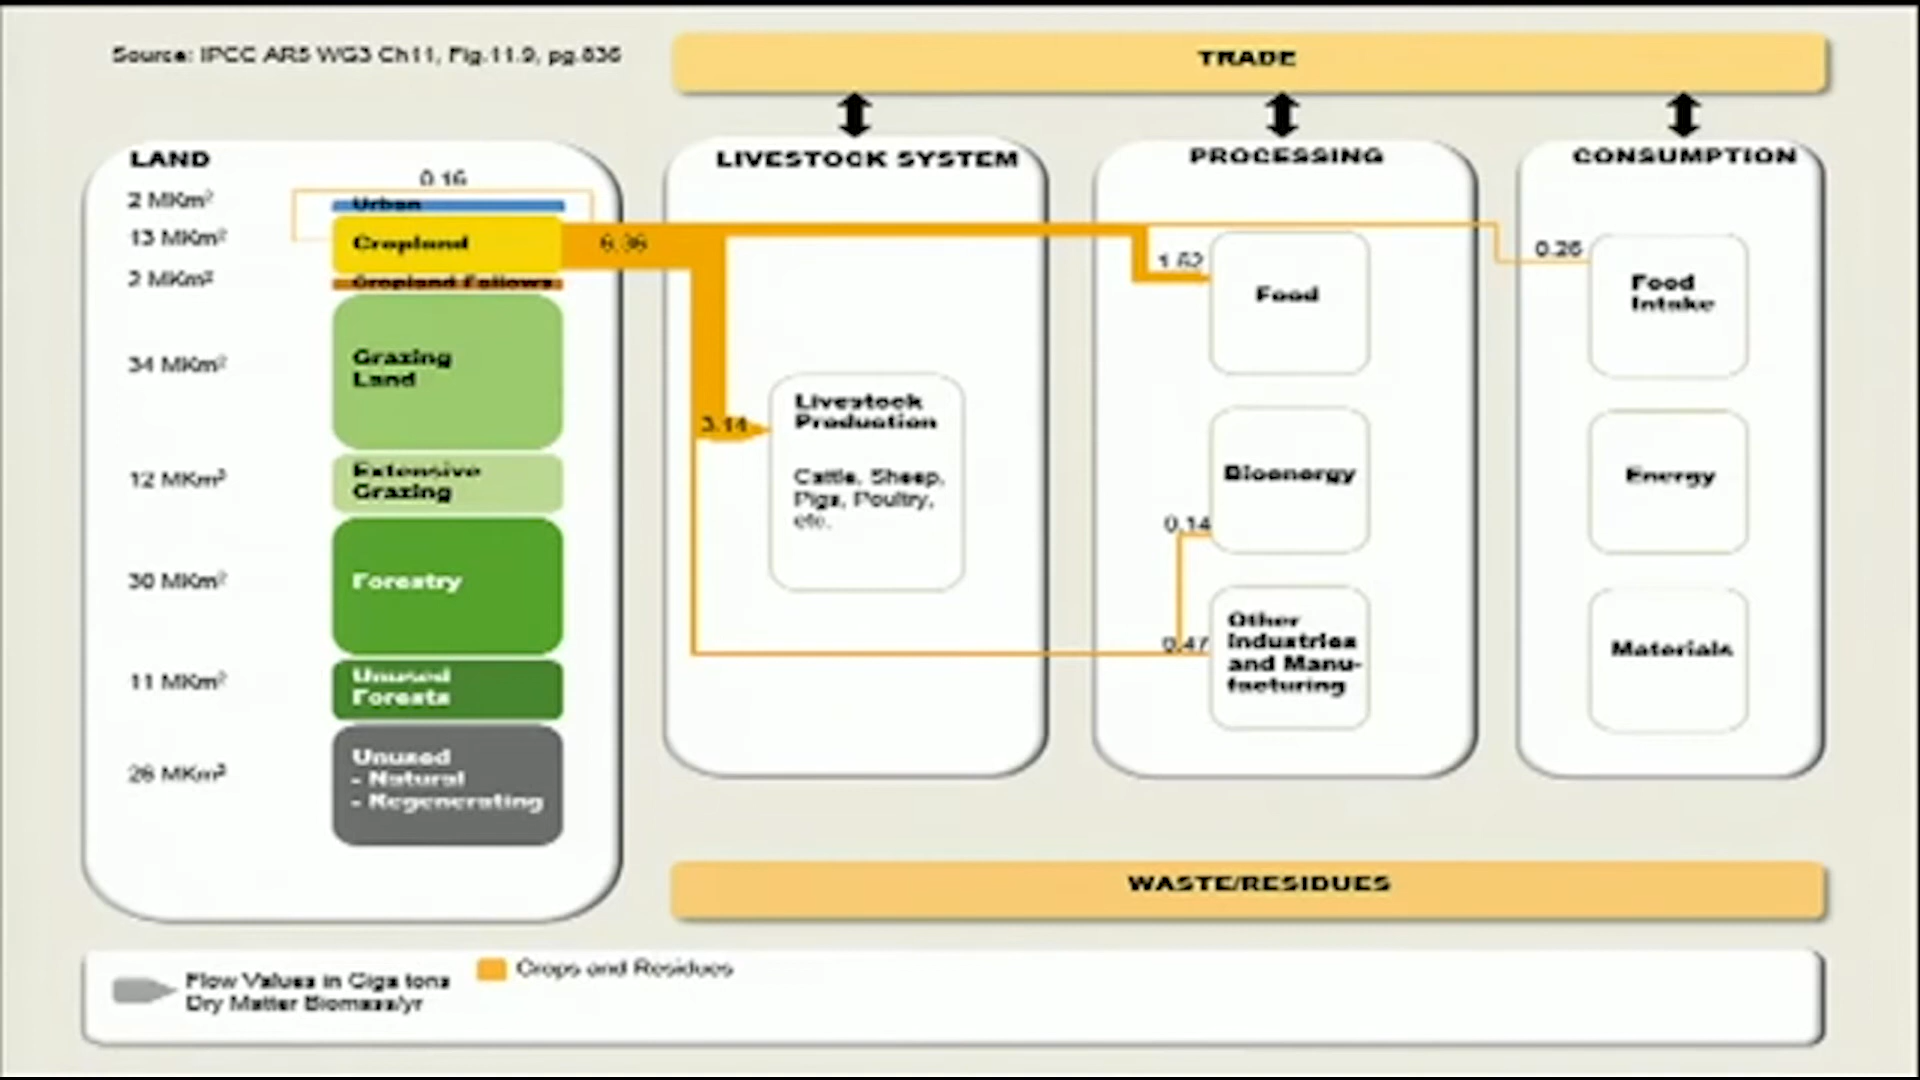 Source: IPCC AR5 WG3 Ch11, Fig.11.9, pg.836
TRADE
LAND
2 MKm²
13 MKm²
2 MKm²
34 MKm²
12 MKm²
30 MKm²
11 MKm²
28 MKm²
0.16
Urban
Cropland
Cropland Fallows
Grazing
Land
Extensive
Grazing
Forestry
Unused
Forests
Unused
- Natural
- Regenerating
6.36
LIVESTOCK SYSTEM
3.14
Livestock
Production
Cattle, Sheep,
Pigs, Poultry,
etc.
PROCESSING
1.52
Food
Bioenergy
0.14
0.47
Other
Industries
and Manu-
facturing
CONSUMPTION
0.26
Food
Intake
Energy
Materials
WASTE/RESIDUES
Flow Values in Giga tons
Dry Matter Biomass/yr
Crops and Residues